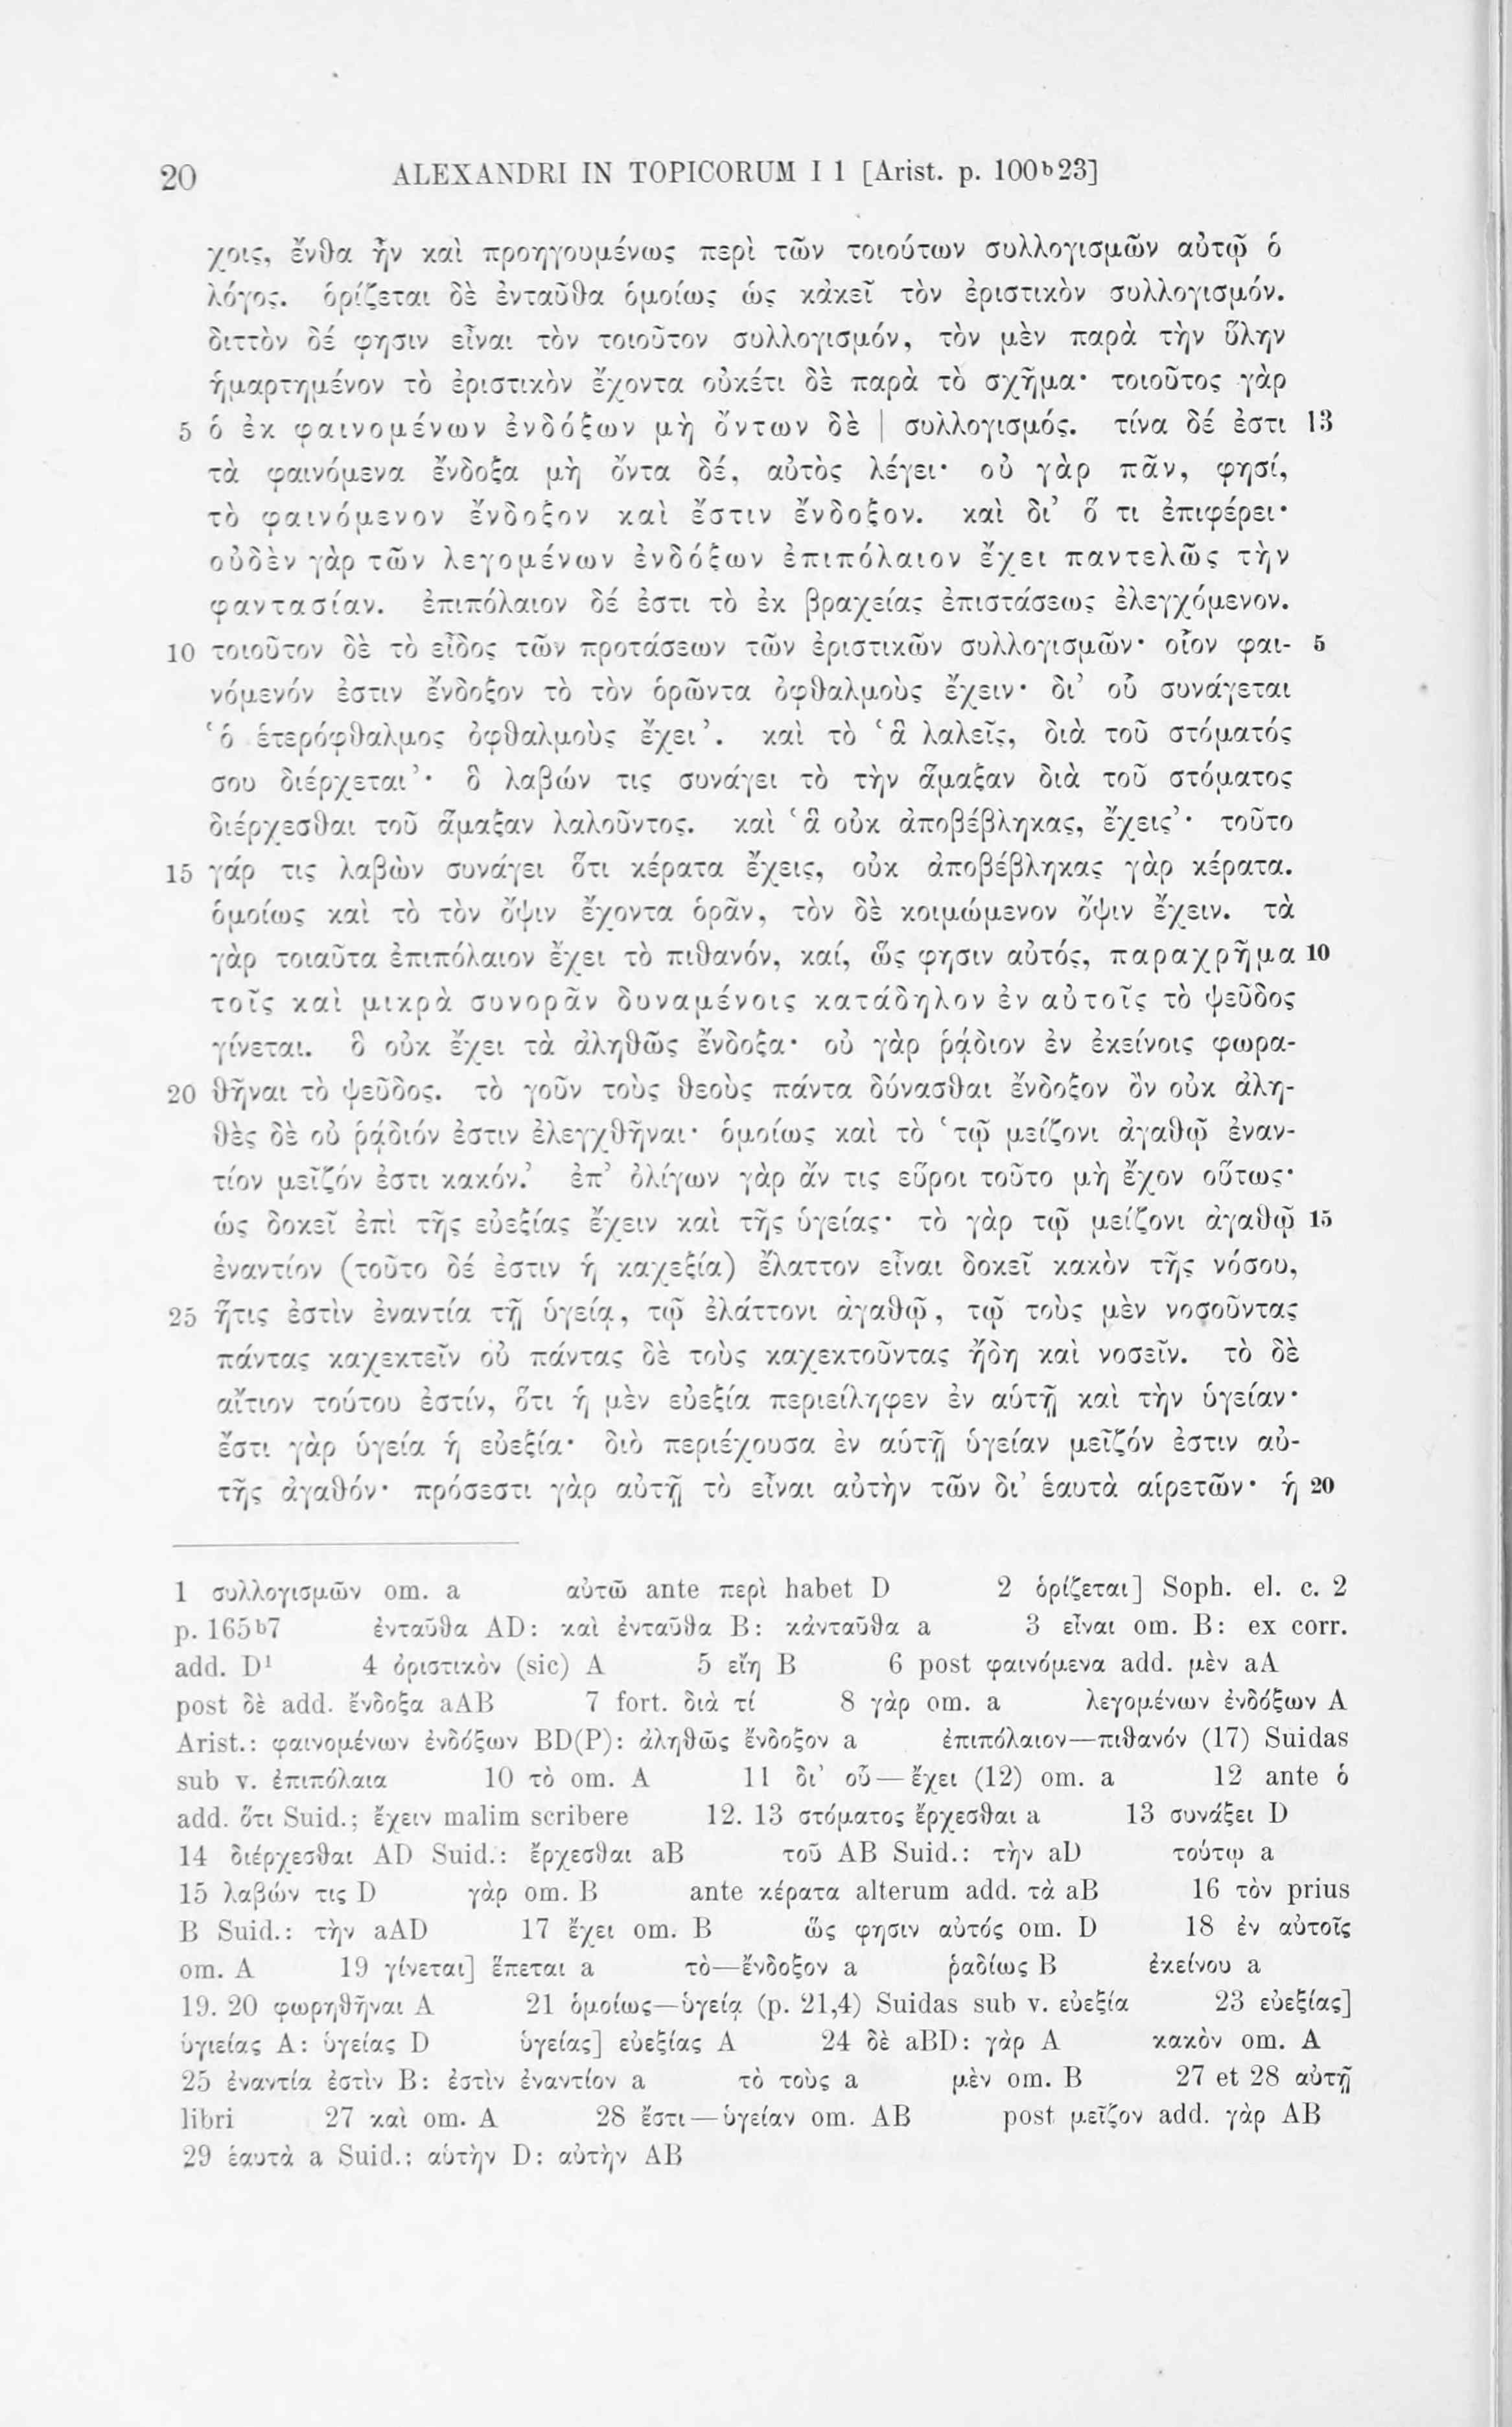 20 ALEXANDRI IN TOPICORUM I 1 [Arist. p. 100ᵇ23]
χοις, ἔνθα ἦν καὶ προηγουμένως περὶ τῶν τοιούτων συλλογισμῶν αὐτῷ ὁ
λόγος. ὁρίζεται δὲ ἐνταῦθα ὁμοίως ὡς κἀκεῖ τὸν ἐριστικὸν συλλογισμόν.
διττὸν δέ φησιν εἶναι τὸν τοιοῦτον συλλογισμόν, τὸν μὲν παρὰ τὴν ὕλην
ἡμαρτημένον τὸ ἐριστικὸν ἔχοντα οὐκέτι δὲ παρὰ τὸ σχῆμα· τοιοῦτος γὰρ
5 ὁ ἐκ φαινομένων ἐνδόξων μὴ ὄντων δὲ | συλλογισμός. τίνα δέ ἐστι 13
τὰ φαινόμενα ἔνδοξα μὴ ὄντα δέ, αὐτὸς λέγει· οὐ γὰρ πᾶν, φησί,
τὸ φαινόμενον ἔνδοξον καὶ ἔστιν ἔνδοξον. καὶ δι’ ὅ τι ἐπιφέρει·
οὐδὲν γὰρ τῶν λεγομένων ἐνδόξων ἐπιπόλαιον ἔχει παντελῶς τὴν
φαντασίαν. ἐπιπόλαιον δέ ἐστι τὸ ἐκ βραχείας ἐπιστάσεως ἐλεγχόμενον.
10 τοιοῦτον δὲ τὸ εἶδος τῶν προτάσεων τῶν ἐριστικῶν συλλογισμῶν· οἷον φαι- 5
νόμενόν ἐστιν ἔνδοξον τὸ τὸν ὁρῶντα ὀφθαλμοὺς ἔχειν· δι’ οὗ συνάγεται
‘ὁ ἑτερόφθαλμος ὀφθαλμοὺς ἔχει’. καὶ τὸ ‘ἃ λαλεῖς, διὰ τοῦ στόματός
σου διέρχεται’· ὃ λαβών τις συνάγει τὸ τὴν ἅμαξαν διὰ τοῦ στόματος
διέρχεσθαι τοῦ ἅμαξαν λαλοῦντος. καὶ ‘ἃ οὐκ ἀποβέβληκας, ἔχεις’· τοῦτο
15 γάρ τις λαβὼν συνάγει ὅτι κέρατα ἔχεις, οὐκ ἀποβέβληκας γὰρ κέρατα.
ὁμοίως καὶ τὸ τὸν ὄψιν ἔχοντα ὁρᾶν, τὸν δὲ κοιμώμενον ὄψιν ἔχειν. τὰ
γὰρ τοιαῦτα ἐπιπόλαιον ἔχει τὸ πιθανόν, καί, ὥς φησιν αὐτός, παραχρῆμα 10
τοῖς καὶ μικρὰ συνορᾶν δυναμένοις κατάδηλον ἐν αὐτοῖς τὸ ψεῦδος
γίνεται. ὃ οὐκ ἔχει τὰ ἀληθῶς ἔνδοξα· οὐ γὰρ ῥᾴδιον ἐν ἐκείνοις φωρα-
20 θῆναι τὸ ψεῦδος. τὸ γοῦν τοὺς θεοὺς πάντα δύνασθαι ἔνδοξον ὂν οὐκ ἀλη-
θὲς δὲ οὐ ῥᾴδιόν ἐστιν ἐλεγχθῆναι· ὁμοίως καὶ τὸ ‘τῷ μείζονι ἀγαθῷ ἐναν-
τίον μεῖζόν ἐστι κακόν.’ ἐπ’ ὀλίγων γὰρ ἄν τις εὕροι τοῦτο μὴ ἔχον οὕτως·
ὡς δοκεῖ ἐπὶ τῆς εὐεξίας ἔχειν καὶ τῆς ὑγείας· τὸ γὰρ τῷ μείζονι ἀγαθῷ 15
ἐναντίον (τοῦτο δέ ἐστιν ἡ καχεξία) ἔλαττον εἶναι δοκεῖ κακὸν τῆς νόσου,
25 ἥτις ἐστὶν ἐναντία τῇ ὑγείᾳ, τῷ ἐλάττονι ἀγαθῷ, τῷ τοὺς μὲν νοσοῦντας
πάντας καχεκτεῖν οὐ πάντας δὲ τοὺς καχεκτοῦντας ἤδη καὶ νοσεῖν. τὸ δὲ
αἴτιον τούτου ἐστίν, ὅτι ἡ μὲν εὐεξία περιείληφεν ἐν αὑτῇ καὶ τὴν ὑγείαν·
ἔστι γὰρ ὑγεία ἡ εὐεξία· διὸ περιέχουσα ἐν αὑτῇ ὑγείαν μεῖζόν ἐστιν αὐ-
τῆς ἀγαθόν· πρόσεστι γὰρ αὐτῇ τὸ εἶναι αὐτὴν τῶν δι’ ἑαυτὰ αἱρετῶν· ἡ 20
1 συλλογισμῶν om. a αὐτῶ ante περὶ habet D 2 ὁρίζεται] Soph. el. c. 2
p. 165ᵇ7 ἐνταῦθα AD: καὶ ἐνταῦθα B: κἀνταῦθα a 3 εἶναι om. B: ex corr.
add. D¹ 4 ὁριστικὸν (sic) A 5 εἴη B 6 post φαινόμενα add. μὲν aA
post δὲ add. ἔνδοξα aAB 7 fort. διὰ τί 8 γὰρ om. a λεγομένων ἐνδόξων A
Arist.: φαινομένων ἐνδόξων BD(P): ἀληθῶς ἔνδοξον a ἐπιπόλαιον—πιθανόν (17) Suidas
sub v. ἐπιπόλαια 10 τὸ om. A 11 δι’ οὗ—ἔχει (12) om. a 12 ante ὁ
add. ὅτι Suid.; ἔχειν malim scribere 12. 13 στόματος ἔρχεσθαι a 13 συνάξει D
14 διέρχεσθαι AD Suid.: ἔρχεσθαι aB τοῦ AB Suid.: τὴν aD τούτῳ a
15 λαβών τις D γὰρ om. B ante κέρατα alterum add. τὰ aB 16 τὸν prius
B Suid.: τὴν aAD 17 ἔχει om. B ὥς φησιν αὐτός om. D 18 ἐν αὐτοῖς
om. A 19 γίνεται] ἕπεται a τὸ—ἔνδοξον a ῥαδίως B ἐκείνου a
19. 20 φωρηθῆναι A 21 ὁμοίως—ὑγείᾳ (p. 21,4) Suidas sub v. εὐεξία 23 εὐεξίας]
ὑγιείας A: ὑγείας D ὑγείας] εὐεξίας A 24 δὲ aBD: γὰρ A κακὸν om. A
25 ἐναντία ἐστὶν B: ἐστὶν ἐναντίον a τὸ τοὺς a μὲν om. B 27 et 28 αὐτῇ
libri 27 καὶ om. A 28 ἔστι—ὑγείαν om. AB post μεῖζον add. γὰρ AB
29 ἑαυτὰ a Suid.: αὑτὴν D: αὐτὴν AB